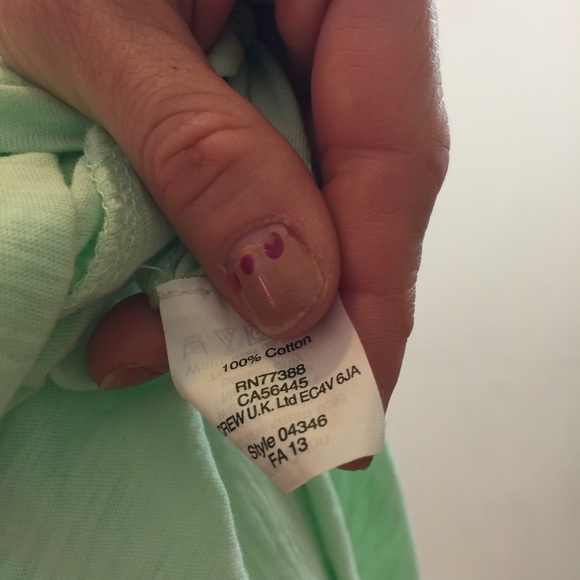 100% Cotton
RN77388
CA56445
CREW U.K. Ltd EC4V 6JA
Style 04346
FA 13